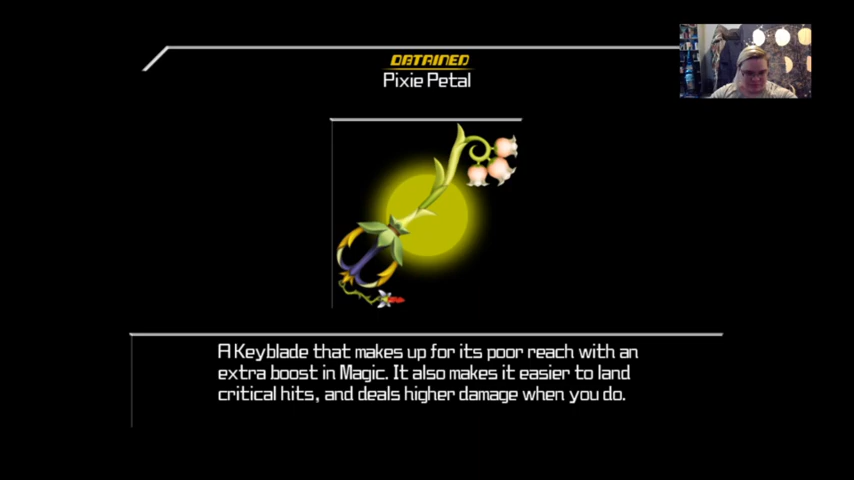 OBTAINED
Pixie Petal
A Keyblade that makes up for its poor reach with an
extra boost in Magic. It also makes it easier to land
critical hits, and deals higher damage when you do.